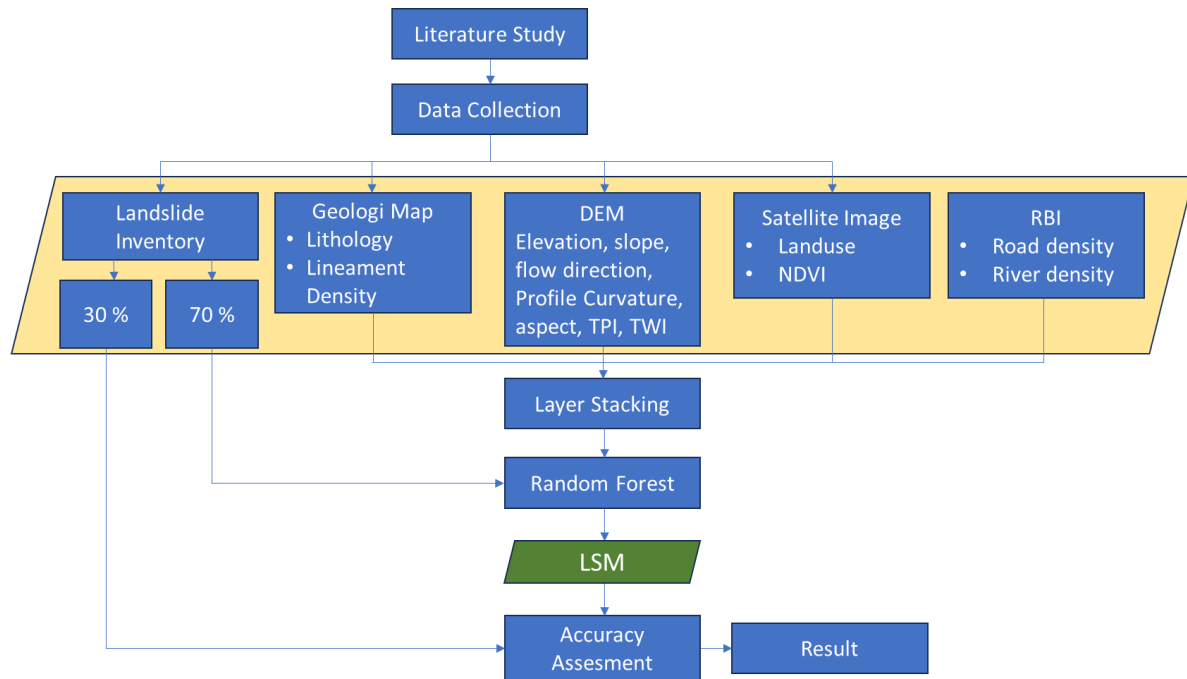 Literature Study
Data Collection
Landslide
Inventory
30 %
70 %
Geologi Map
• Lithology
• Lineament
Density
DEM
Elevation, slope,
flow direction,
Profile Curvature,
aspect, TPI, TWI
Satellite Image
• Landuse
• NDVI
RBI
• Road density
• River density
Layer Stacking
Random Forest
LSM
Accuracy
Assesment
Result